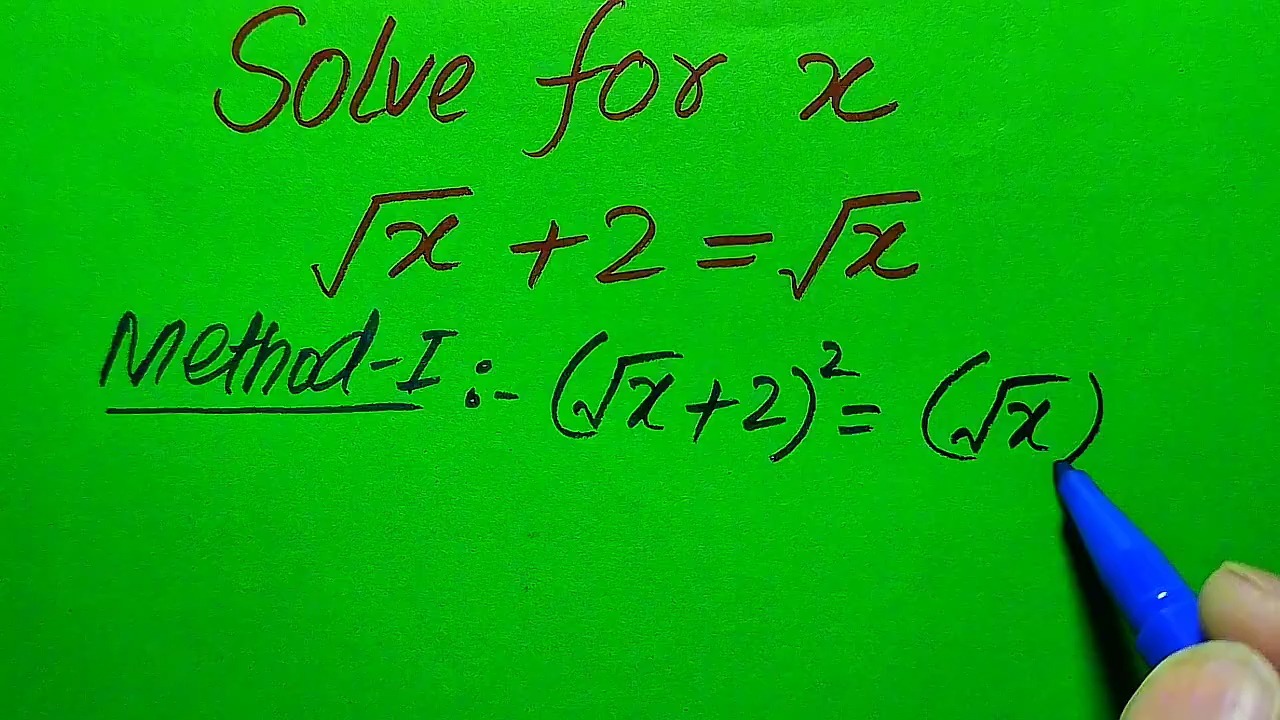 Solve for x
√x + 2 = √x
Method-I :- (√x + 2)² = (√x)